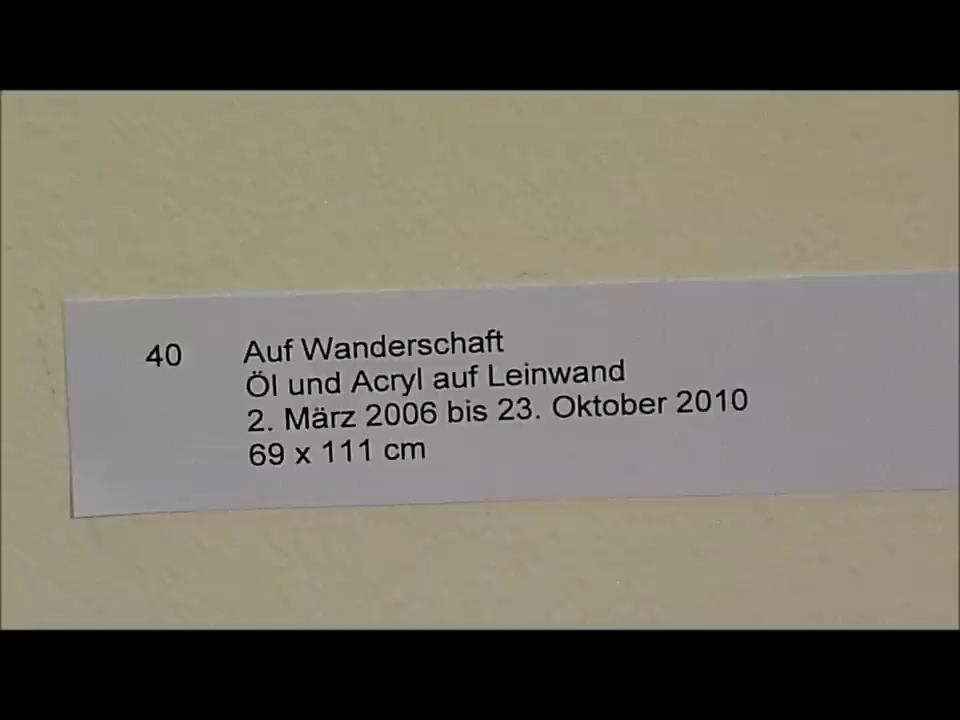 40 Auf Wanderschaft
Öl und Acryl auf Leinwand
2. März 2006 bis 23. Oktober 2010
69 x 111 cm